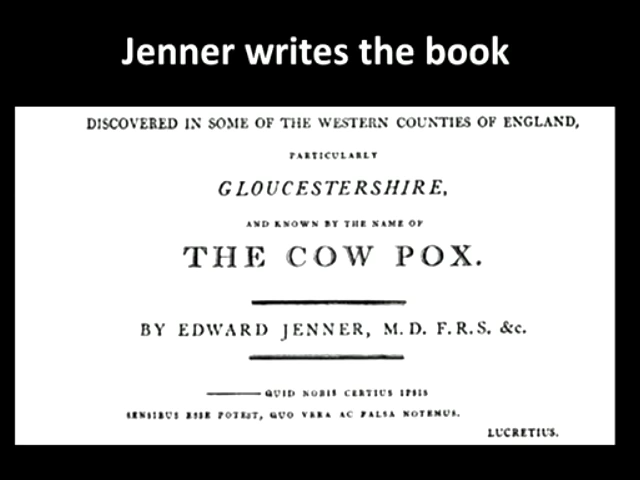 Jenner writes the book
DISCOVERED IN SOME OF THE WESTERN COUNTIES OF ENGLAND,
PARTICULARLY
GLOUCESTERSHIRE,
AND KNOWN BY THE NAME OF
THE COW POX.
BY EDWARD JENNER, M.D. F.R.S. &c.
QUID NOBIS CERTIUS IPSIS
SENSIBUS ESSE POTEST, QUO VERA AC FALSA NOTEMUS.
LUCRETIUS.